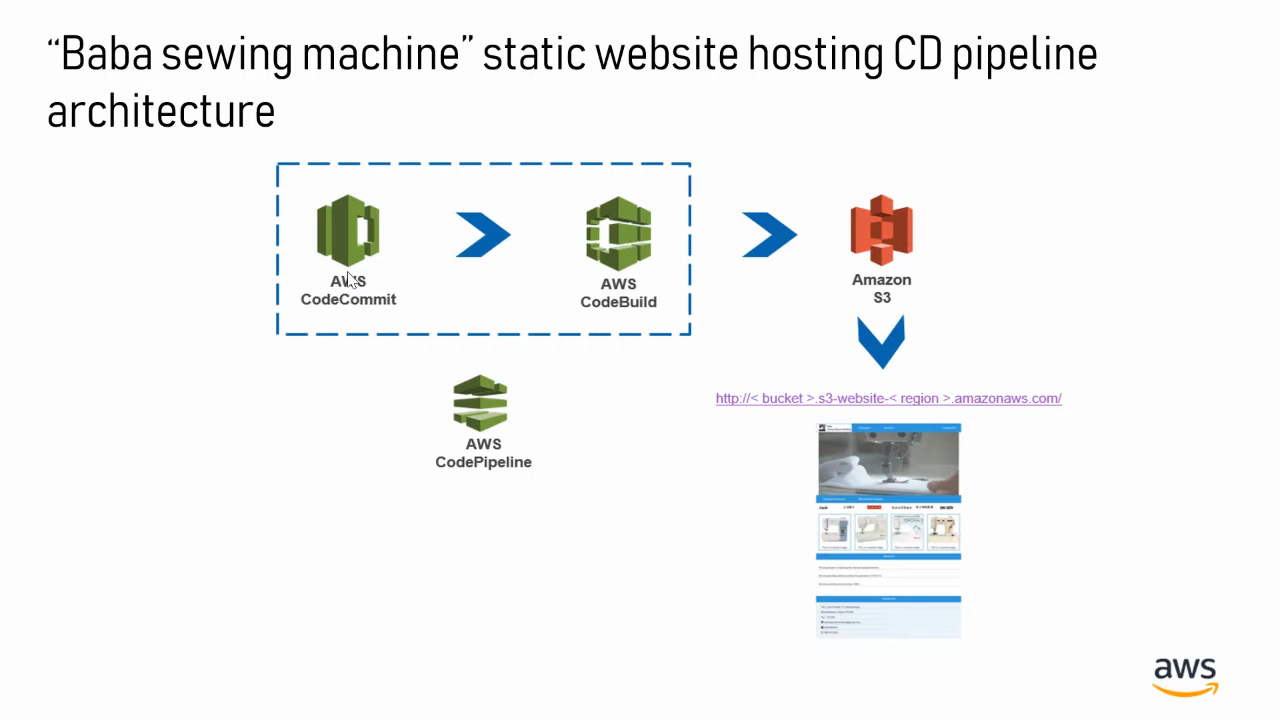 “Baba sewing machine” static website hosting CD pipeline
architecture
AWS
CodeCommit
AWS
CodeBuild
Amazon
S3
AWS
CodePipeline
http://< bucket >.s3-website-< region >.amazonaws.com/
aws